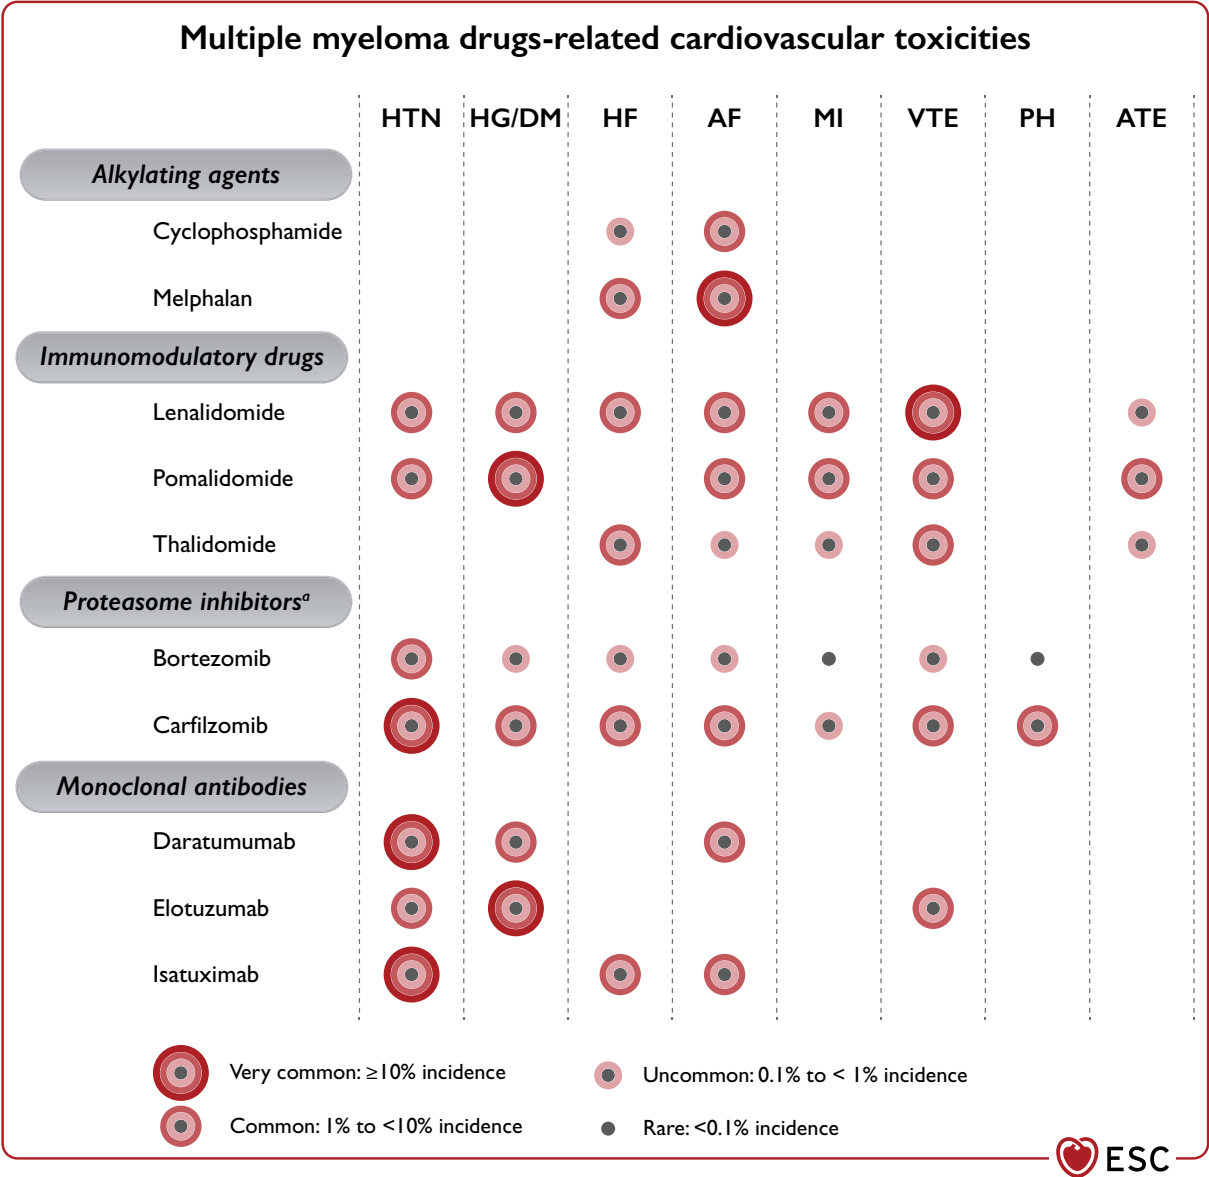 Multiple myeloma drugs-related cardiovascular toxicities
HTN HG/DM HF AF MI VTE PH ATE
Alkylating agents
Cyclophosphamide
Melphalan
Immunomodulatory drugs
Lenalidomide
Pomalidomide
Thalidomide
Proteasome inhibitorsᵃ
Bortezomib
Carfilzomib
Monoclonal antibodies
Daratumumab
Elotuzumab
Isatuximab
Very common: ≥10% incidence
Uncommon: 0.1% to < 1% incidence
Common: 1% to <10% incidence
Rare: <0.1% incidence
ESC